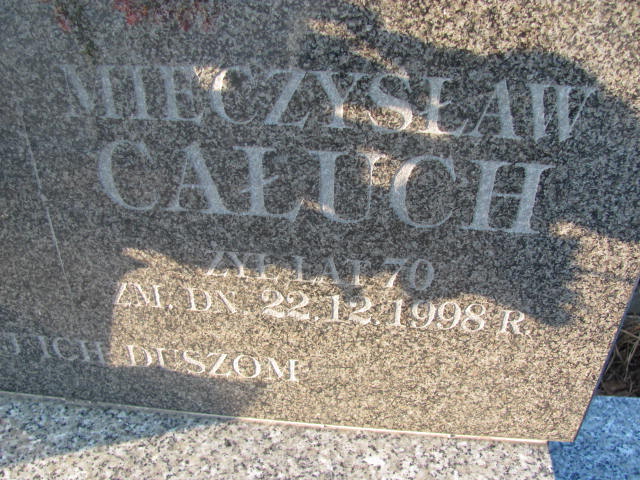 MIECZYSŁAW
CAŁUCH
ŻYŁ LAT 70
ZM. DN. 22.12.1998 R.
ICH DUSZOM